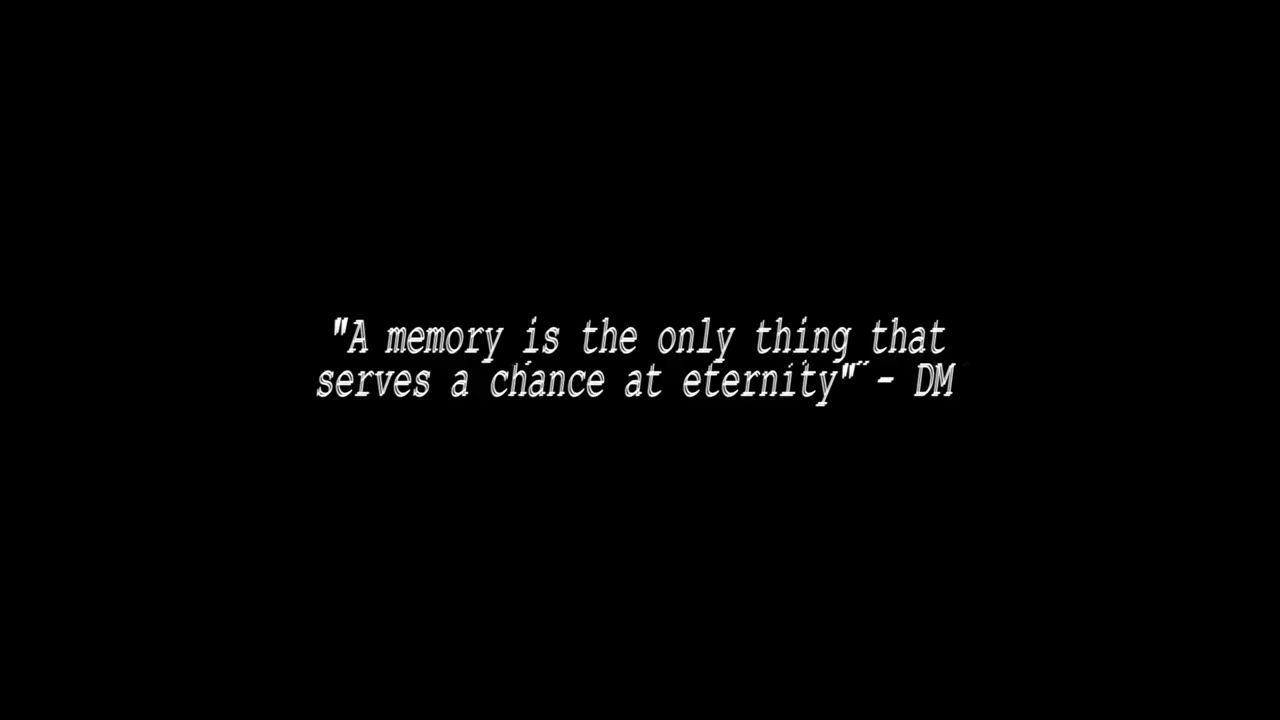 "A memory is the only thing that
serves a chance at eternity" - DM